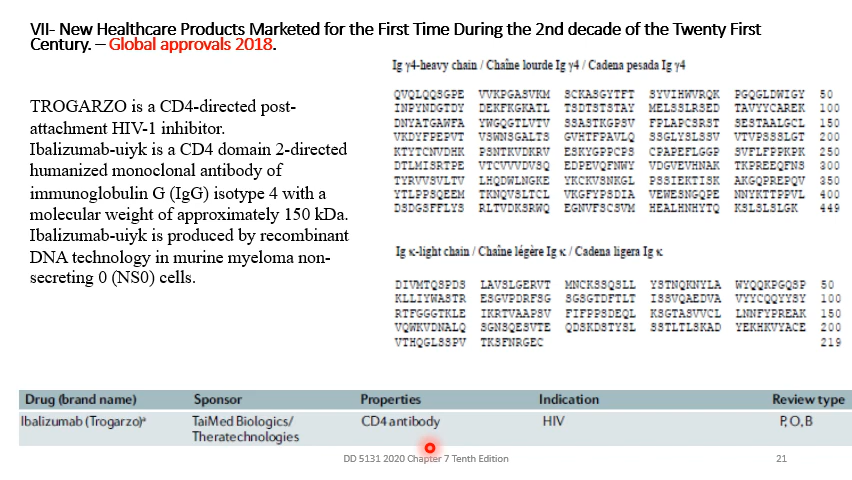 VII- New Healthcare Products Marketed for the First Time During the 2nd decade of the Twenty First
Century. – Global approvals 2018.
TROGARZO is a CD4-directed post-
attachment HIV-1 inhibitor.
Ibalizumab-uiyk is a CD4 domain 2-directed
humanized monoclonal antibody of
immunoglobulin G (IgG) isotype 4 with a
molecular weight of approximately 150 kDa.
Ibalizumab-uiyk is produced by recombinant
DNA technology in murine myeloma non-
secreting 0 (NS0) cells.
Ig γ4-heavy chain / Chaîne lourde Ig γ4 / Cadena pesada Ig γ4
QVQLQQSGPE VVKPGASVKM SCKASGYTFT SYVIHWVRQK PGQGLDWIGY 50
INPYNDGTDY DEKFKGKATL TSDTSTSTAY MELSSLRSED TAVYYCAREK 100
DNYATGAWFA YWGQGTLVTV SSASTKGPSV FPLAPCSRST SESTAALGCL 150
VKDYFPEPVT VSWNSGALTS GVHTFPAVLQ SSGLYSLSSV VTVPSSSLGT 200
KTYTCNVDHK PSNTKVDKRV ESKYGPPCPS CPAPEFLGGP SVFLFPPKPK 250
DTLMISRTPE VTCVVVDVSQ EDPEVQFNWY VDGVEVHNAK TKPREEQFNS 300
TYRVVSVLTV LHQDWLNGKE YKCKVSNKGL PSSIEKTISK AKGQPREPQV 350
YTLPPSQEEM TKNQVSLTCL VKGFYPSDIA VEWESNGQPE NNYKTTPPVL 400
DSDGSFFLYS RLTVDKSRWQ EGNVFSCSVM HEALHNHYTQ KSLSLSLGK 449
Ig κ-light chain / Chaîne légère Ig κ / Cadena ligera Ig κ
DIVMTQSPDS LAVSLGERVT MNCKSSQSLL YSTNQKNYLA WYQQKPGQSP 50
KLLIYWASTR ESGVPDRFSG SGSGTDFTLT ISSVQAEDVA VYYCQQYYSY 100
RTFGGGTKLE IKRTVAAPSV FIFPPSDEQL KSGTASVVCL LNNFYPREAK 150
VQWKVDNALQ SGNSQESVTE QDSKDSTYSL SSTLTLSKAD YEKHKVYACE 200
VTHQGLSSPV TKSFNRGEC 219
Drug (brand name) Sponsor Properties Indication Review type
Ibalizumab (Trogarzo)ᵃ TaiMed Biologics/ CD4 antibody HIV P, O, B
Theratechnologies
DD 5131 2020 Chapter 7 Tenth Edition 21